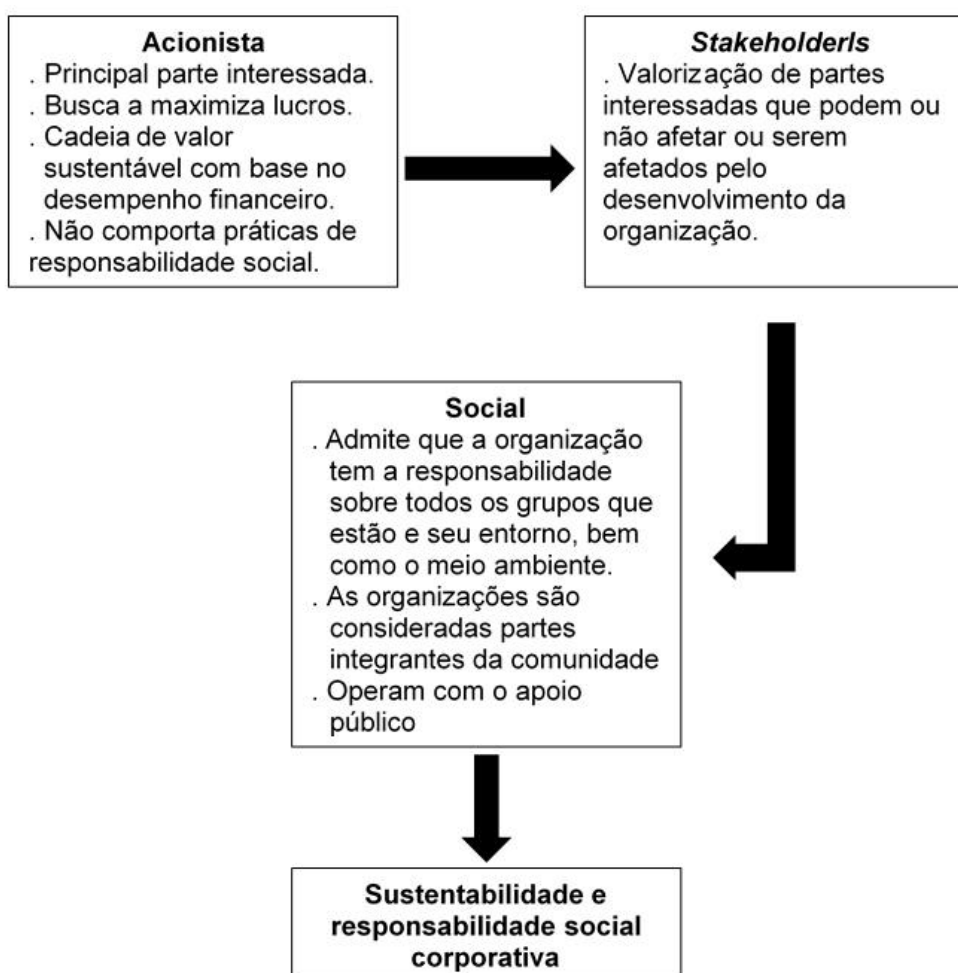 Acionista
. Principal parte interessada.
. Busca a maximiza lucros.
. Cadeia de valor
sustentável com base no
desempenho financeiro.
. Não comporta práticas de
responsabilidade social.
Stakeholderls
. Valorização de partes
interessadas que podem ou
não afetar ou serem
afetados pelo
desenvolvimento da
organização.
Social
. Admite que a organização
tem a responsabilidade
sobre todos os grupos que
estão e seu entorno, bem
como o meio ambiente.
. As organizações são
consideradas partes
integrantes da comunidade
. Operam com o apoio
público
Sustentabilidade e
responsabilidade social
corporativa